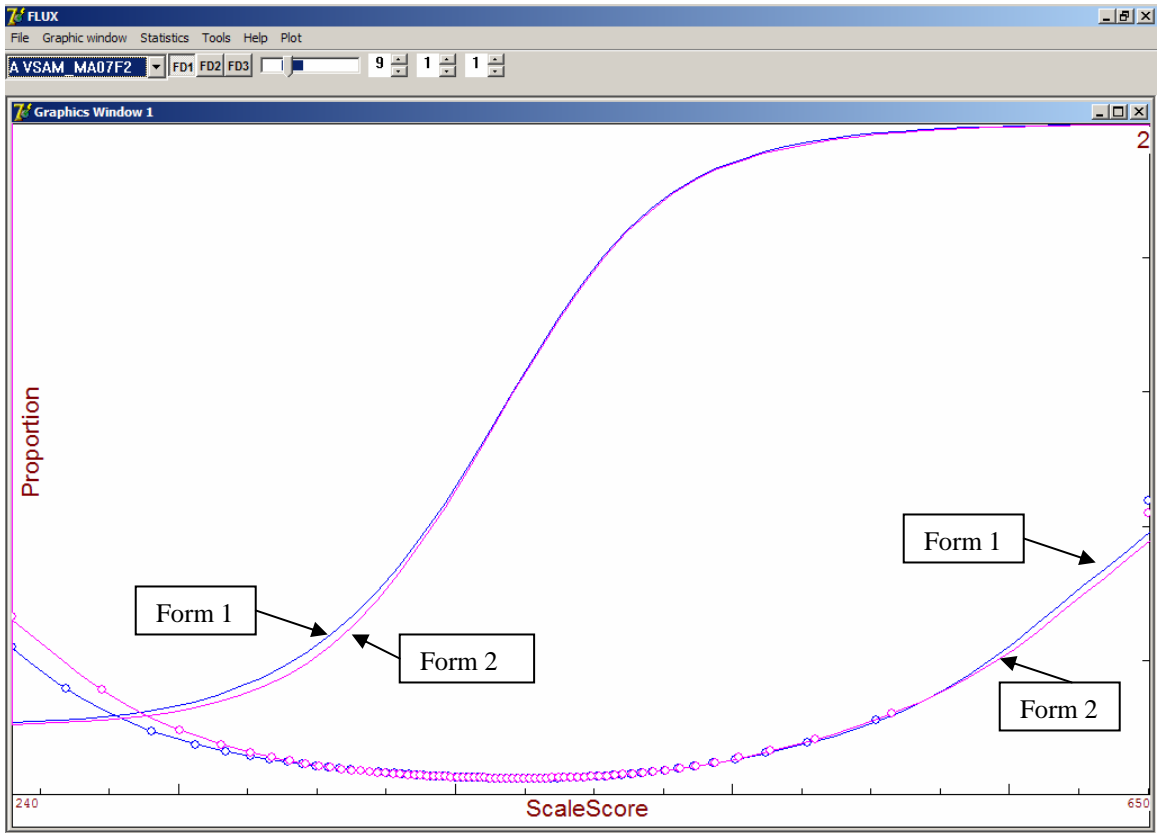 FLUX
File Graphic window Statistics Tools Help Plot
A VSAM_MA07F2 FD1 FD2 FD3 9 1 1
Graphics Window 1
2
Proportion
Form 1
Form 1
Form 2
Form 2
240 ScaleScore 650